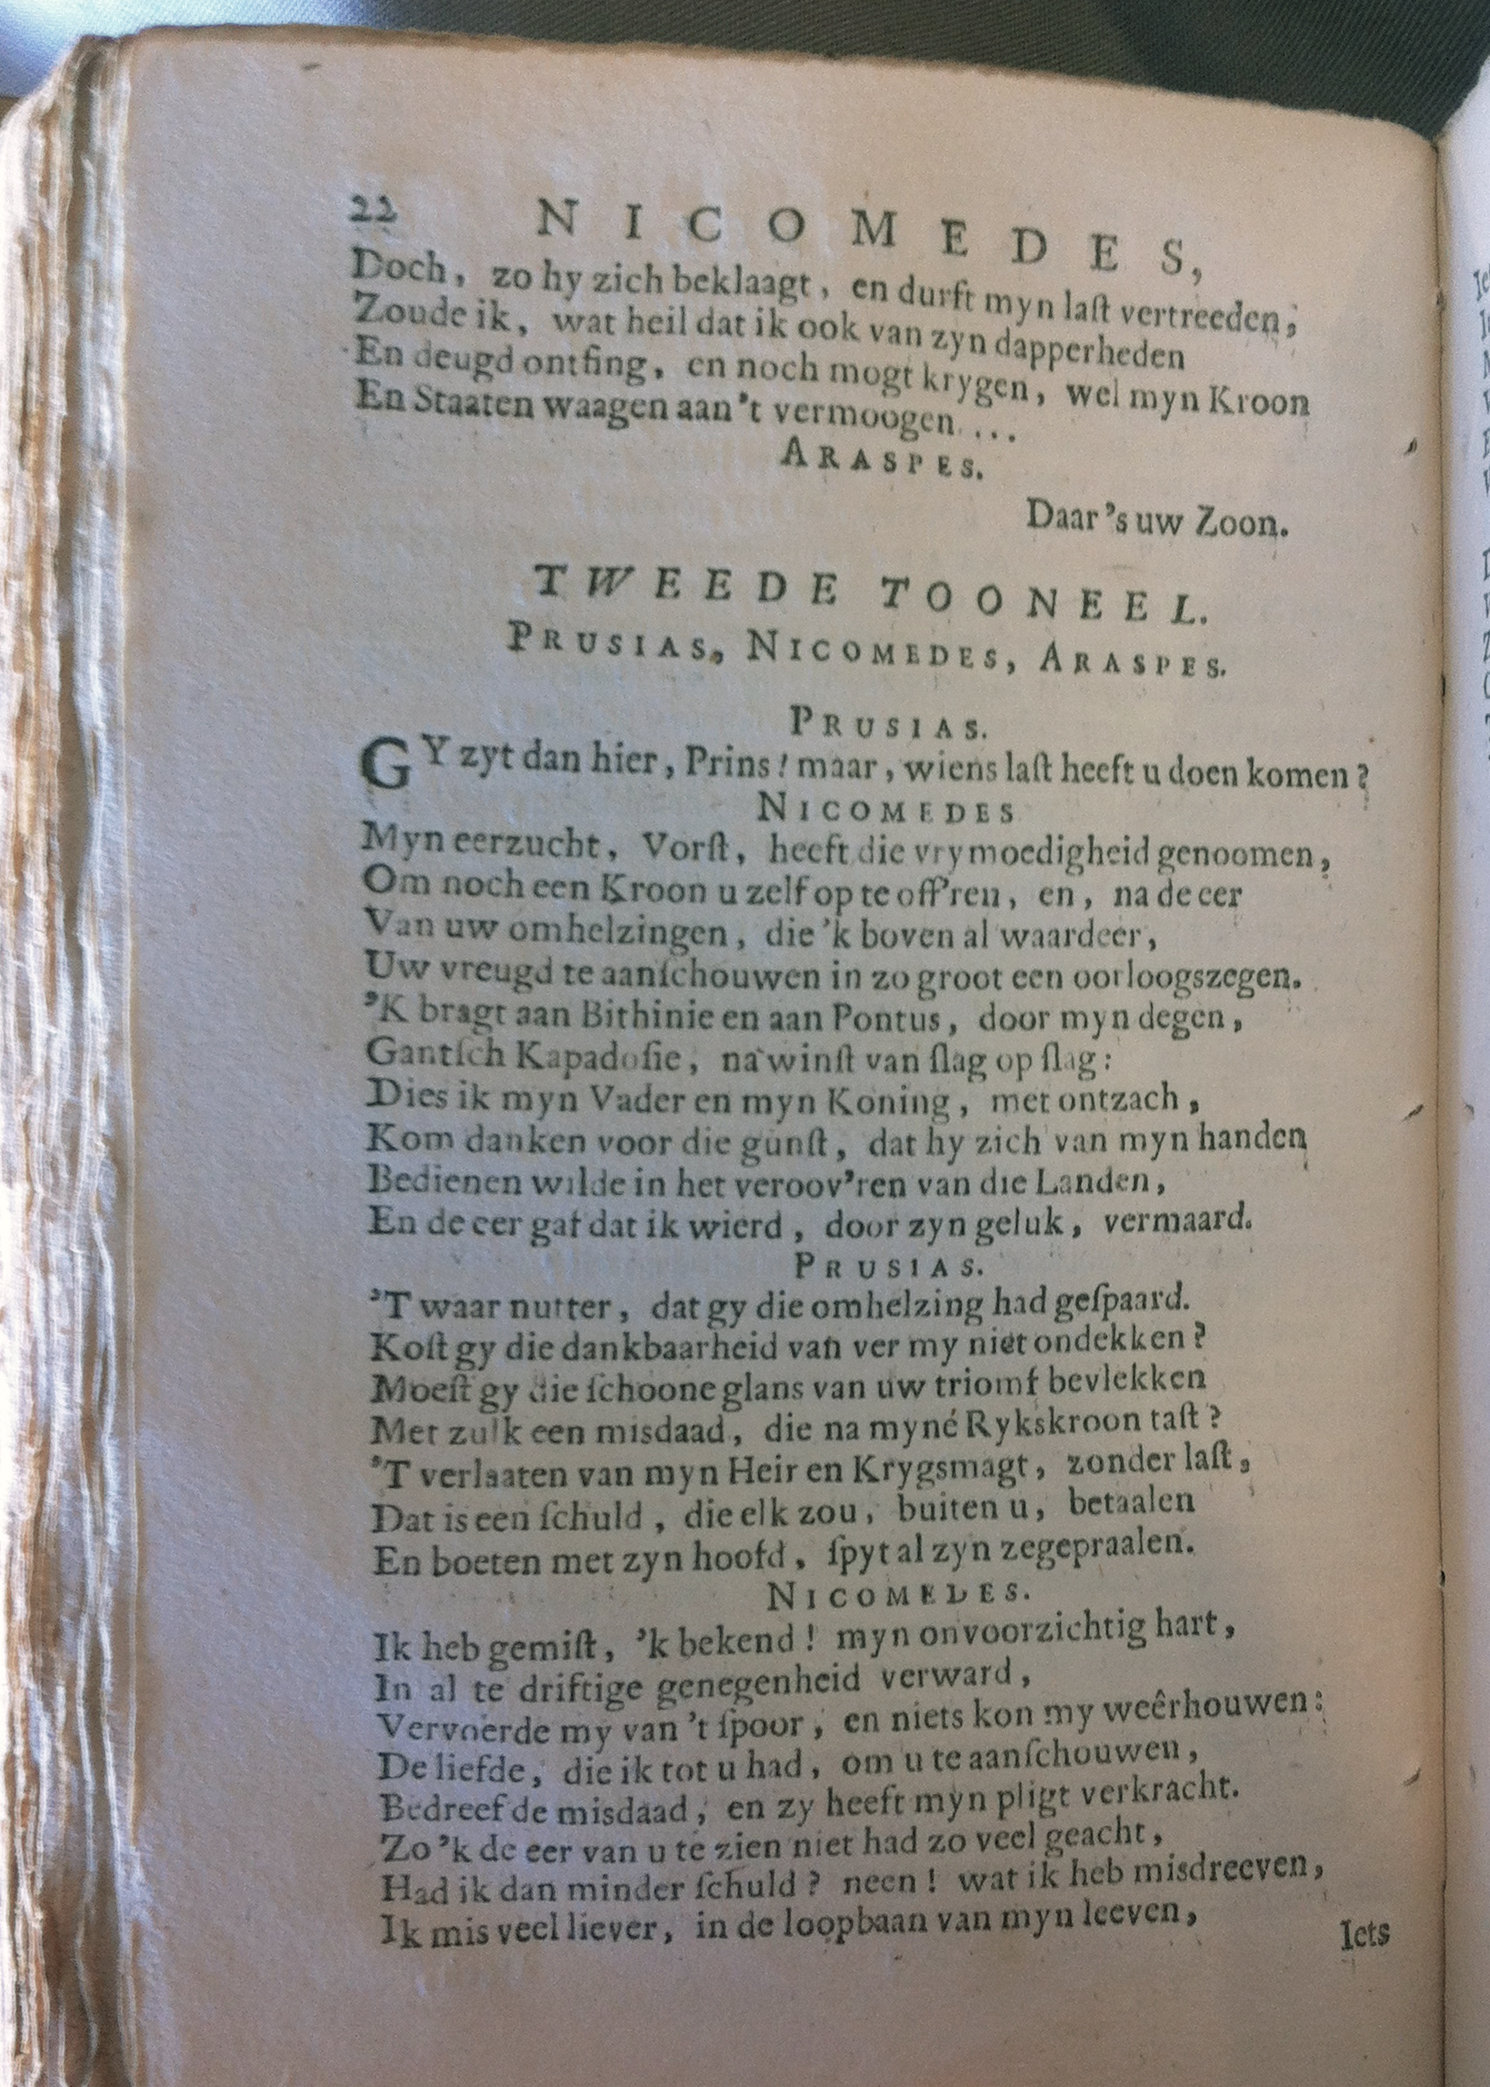 22 NICOMEDES,
Doch, zo hy zich beklaagt, en durft myn laſt vertreeden,
Zoude ik, wat heil dat ik ook van zyn dapperheden
En deugd ontfing, en noch mogt krygen, wel myn Kroon
En Staaten waagen aan 't vermoogen....
ARASPES.
Daar 's uw Zoon.
TWEEDE TOONEEL.
PRUSIAS, NICOMEDES, ARASPES.
PRUSIAS.
GY zyt dan hier, Prins! maar, wiens laſt heeft u doen komen?
NICOMEDES
Myn eerzucht, Vorſt, heeft die vrymoedigheid genoomen,
Om noch een Kroon u zelf op te off'ren, en, na de eer
Van uw omhelzingen, die 'k boven al waardeer,
Uw vreugd te aanſchouwen in zo groot een oorloogszegen.
'K bragt aan Bithinie en aan Pontus, door myn degen,
Gantſch Kapadoſie, na winſt van ſlag op ſlag:
Dies ik myn Vader en myn Koning, met ontzach,
Kom danken voor die gunſt, dat hy zich van myn handen
Bedienen wilde in het veroov'ren van die Landen,
En de eer gaf dat ik wierd, door zyn geluk, vermaard.
PRUSIAS.
'T waar nutter, dat gy die omhelzing had geſpaard.
Koſt gy die dankbaarheid van ver my niet ondekken?
Moeſt gy die ſchoone glans van uw triomf bevlekken
Met zulk een misdaad, die na myné Rykskroon taſt?
'T verlaaten van myn Heir en Krygsmagt, zonder laſt,
Dat is een ſchuld, die elk zou, buiten u, betaalen
En boeten met zyn hoofd, ſpyt al zyn zegepraalen.
NICOMEDES.
Ik heb gemiſt, 'k bekend! myn onvoorzichtig hart,
In al te driftige genegenheid verward,
Vervoerde my van 't ſpoor, en niets kon my weêrhouwen:
De liefde, die ik tot u had, om u te aanſchouwen,
Bedreef de misdaad, en zy heeft myn pligt verkracht.
Zo 'k de eer van u te zien niet had zo veel geacht,
Had ik dan minder ſchuld? neen! wat ik heb misdreeven,
Ik mis veel liever, in de loopbaan van myn leeven,
Iets